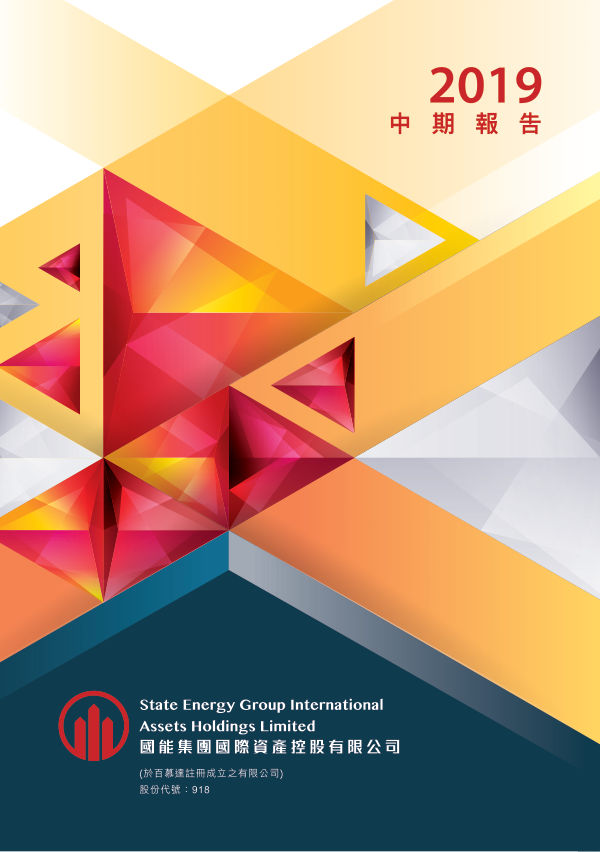 2019
中期報告
State Energy Group International
Assets Holdings Limited
國能集團國際資產控股有限公司
(於百慕達註冊成立之有限公司)
股份代號：918